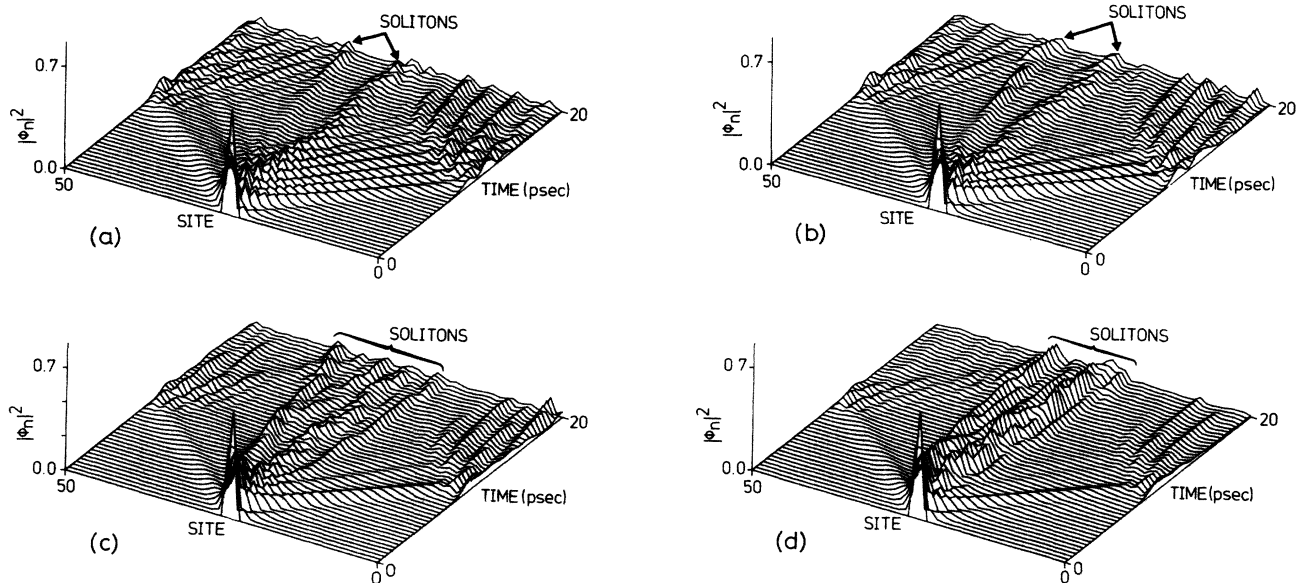 SOLITONS
0.7
|Φn|²
0.0
50
SITE
0
0
TIME (psec)
20
(a)
SOLITONS
0.7
|Φn|²
0.0
50
SITE
0
0
TIME (psec)
20
(b)
SOLITONS
0.7
|Φn|²
0.0
50
SITE
0
0
TIME (psec)
20
(c)
SOLITONS
0.7
|Φn|²
0.0
50
SITE
0
0
TIME (psec)
20
(d)